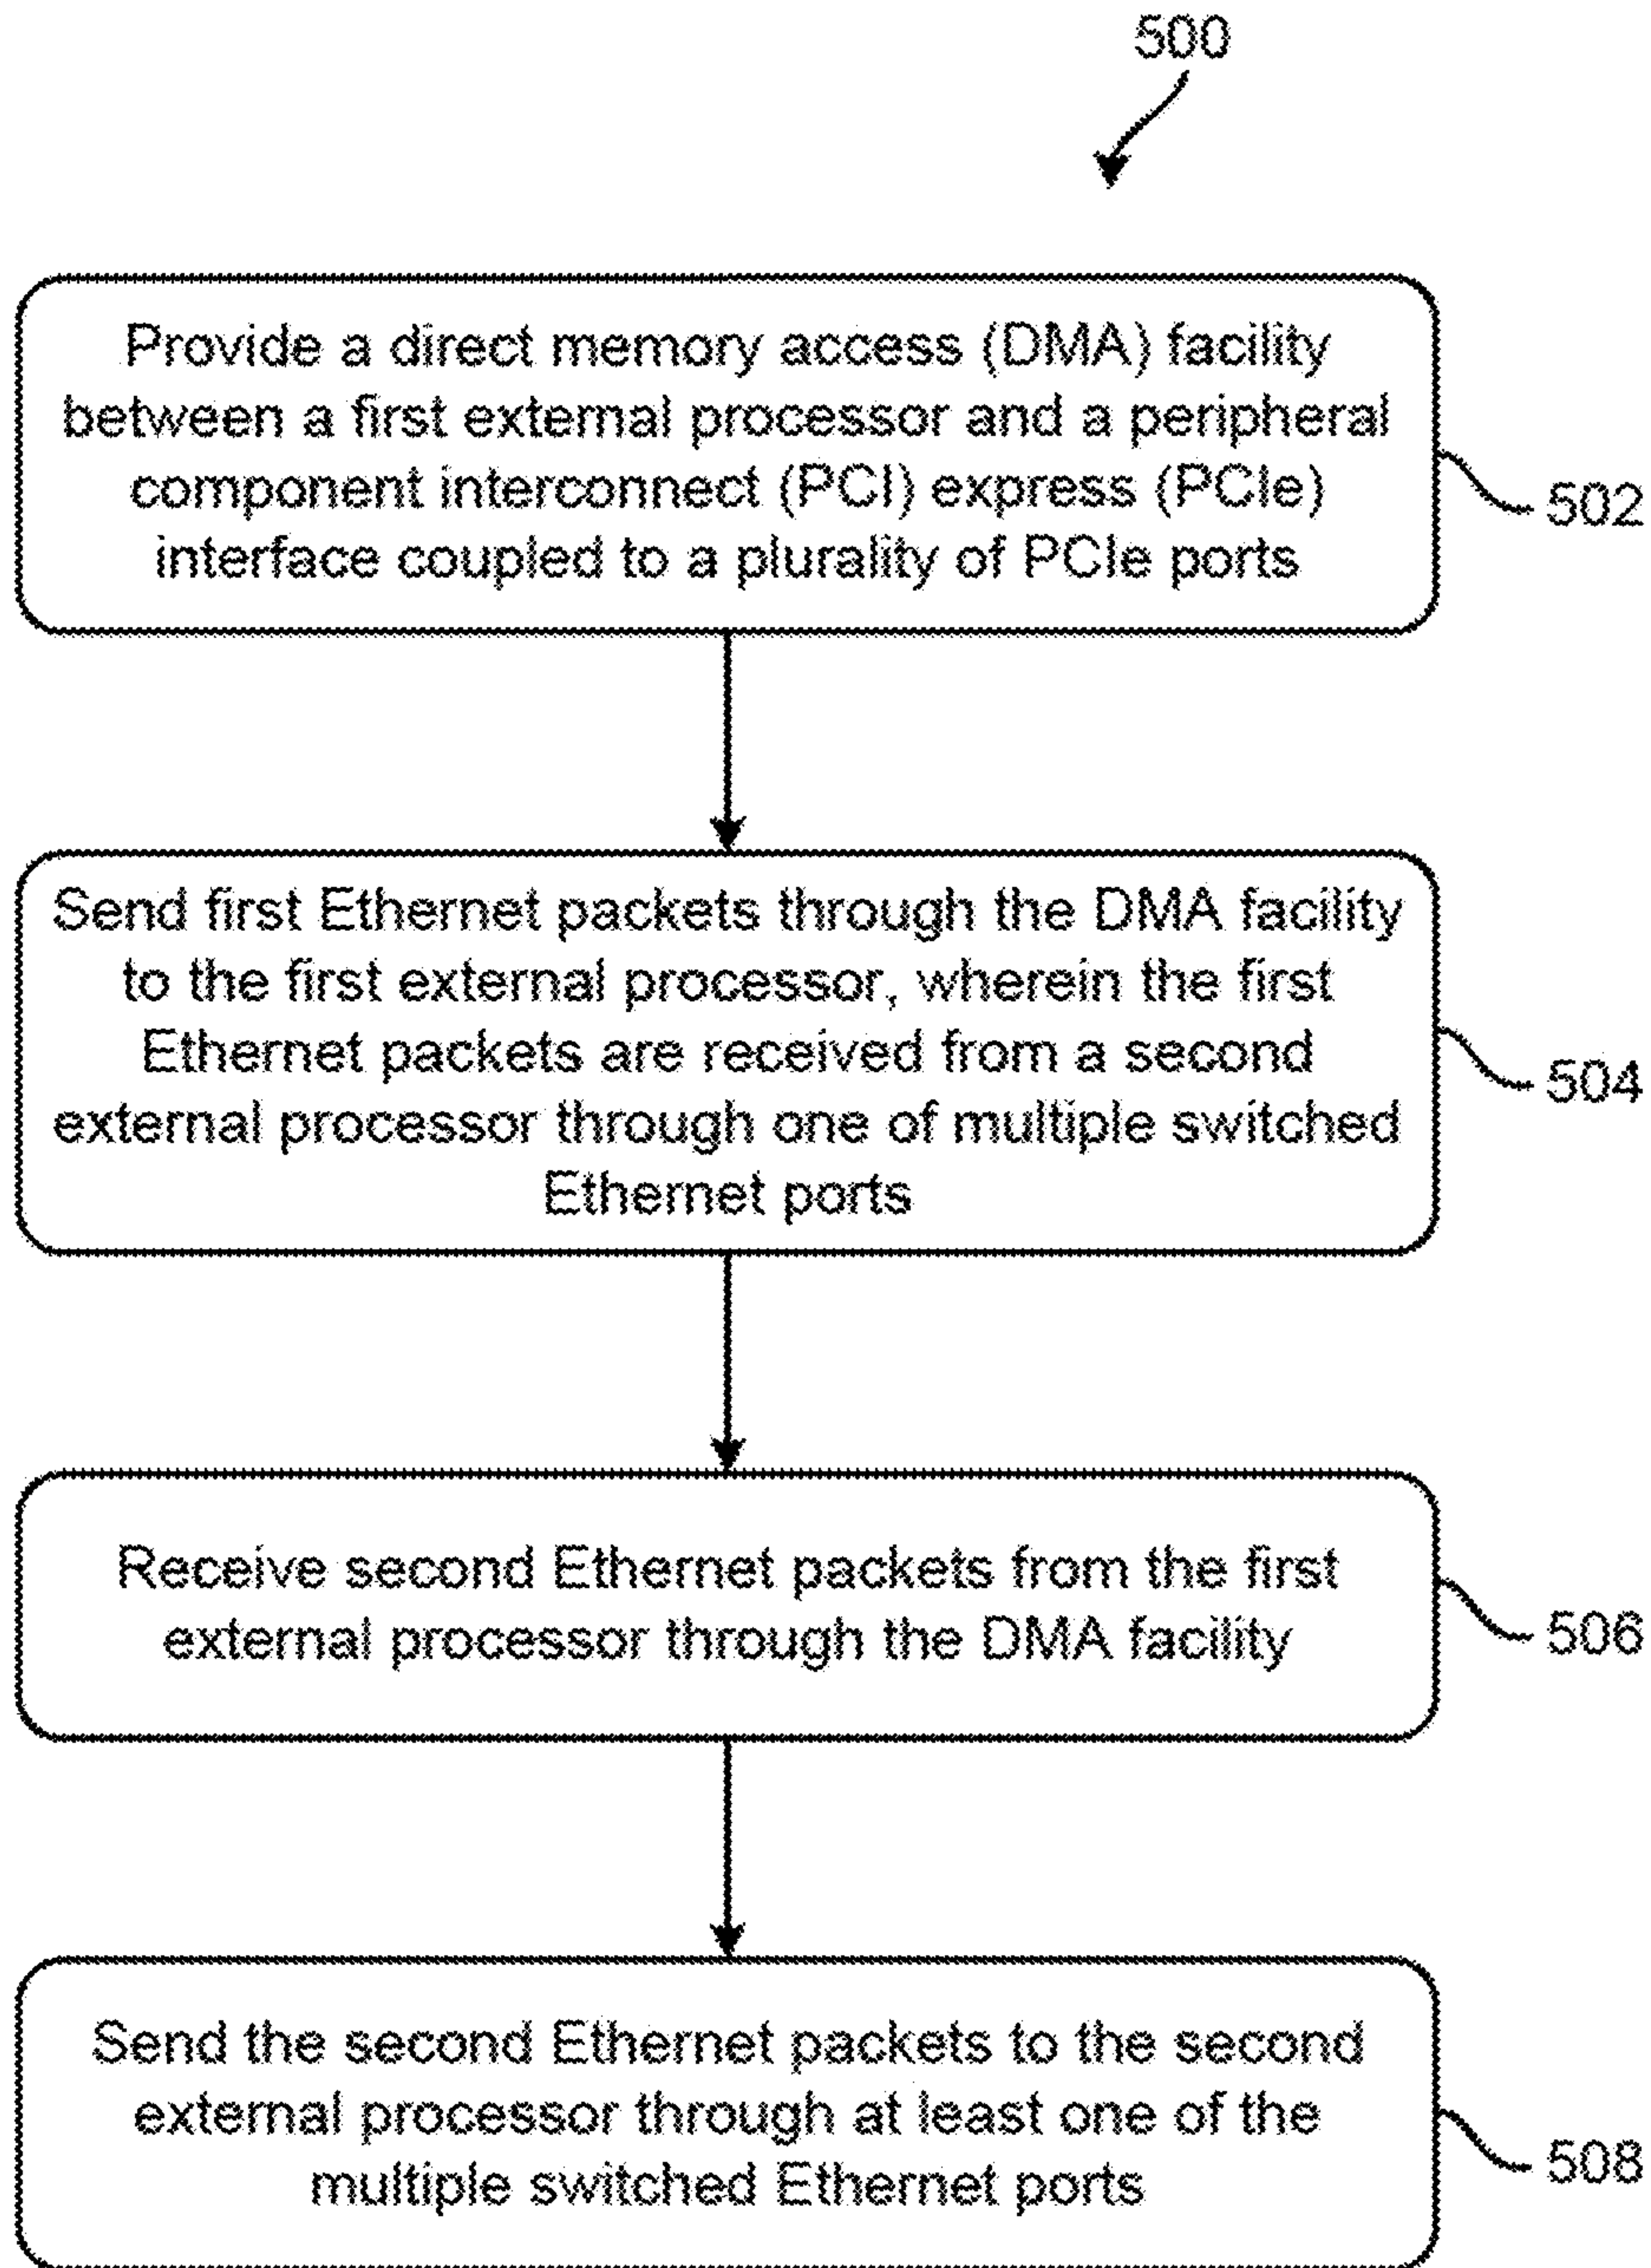 500
Provide a direct memory access (DMA) facility
between a first external processor and a peripheral
component interconnect (PCI) express (PCIe)
interface coupled to a plurality of PCIe ports
502
Send first Ethernet packets through the DMA facility
to the first external processor, wherein the first
Ethernet packets are received from a second
external processor through one of multiple switched
Ethernet ports
504
Receive second Ethernet packets from the first
external processor through the DMA facility
506
Send the second Ethernet packets to the second
external processor through at least one of the
multiple switched Ethernet ports
508